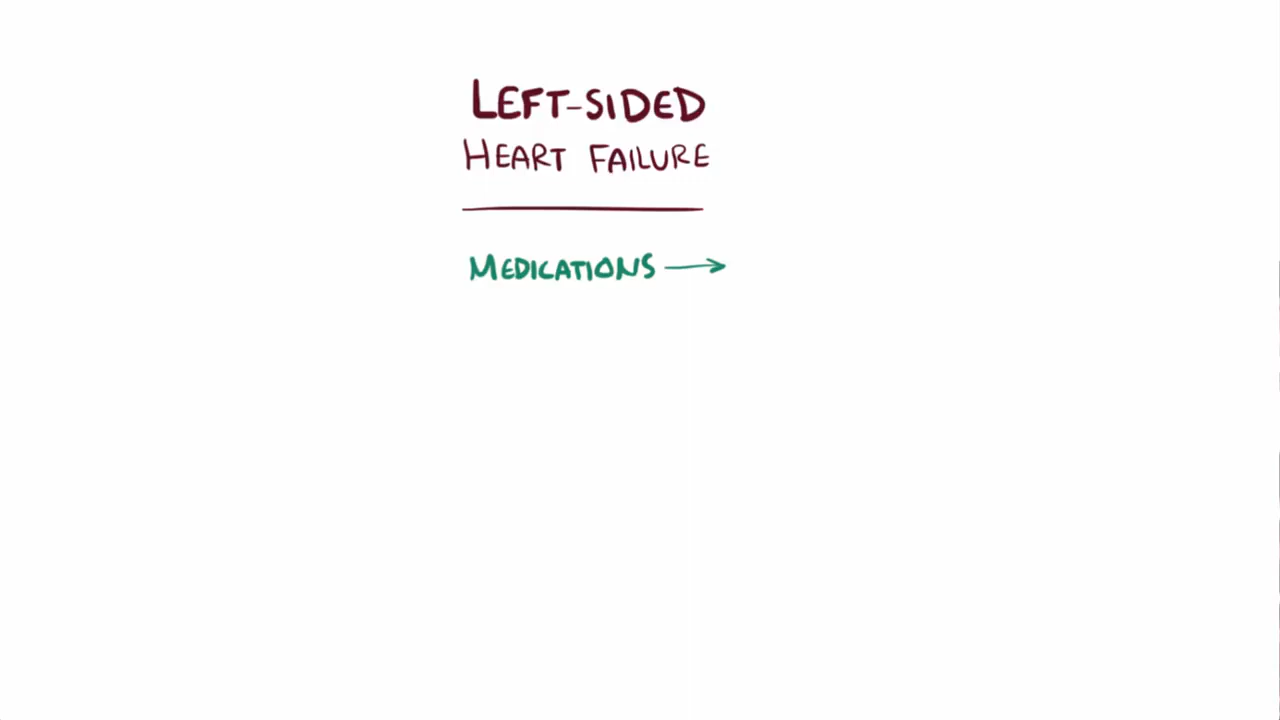 LEFT-SIDED
HEART FAILURE
MEDICATIONS →